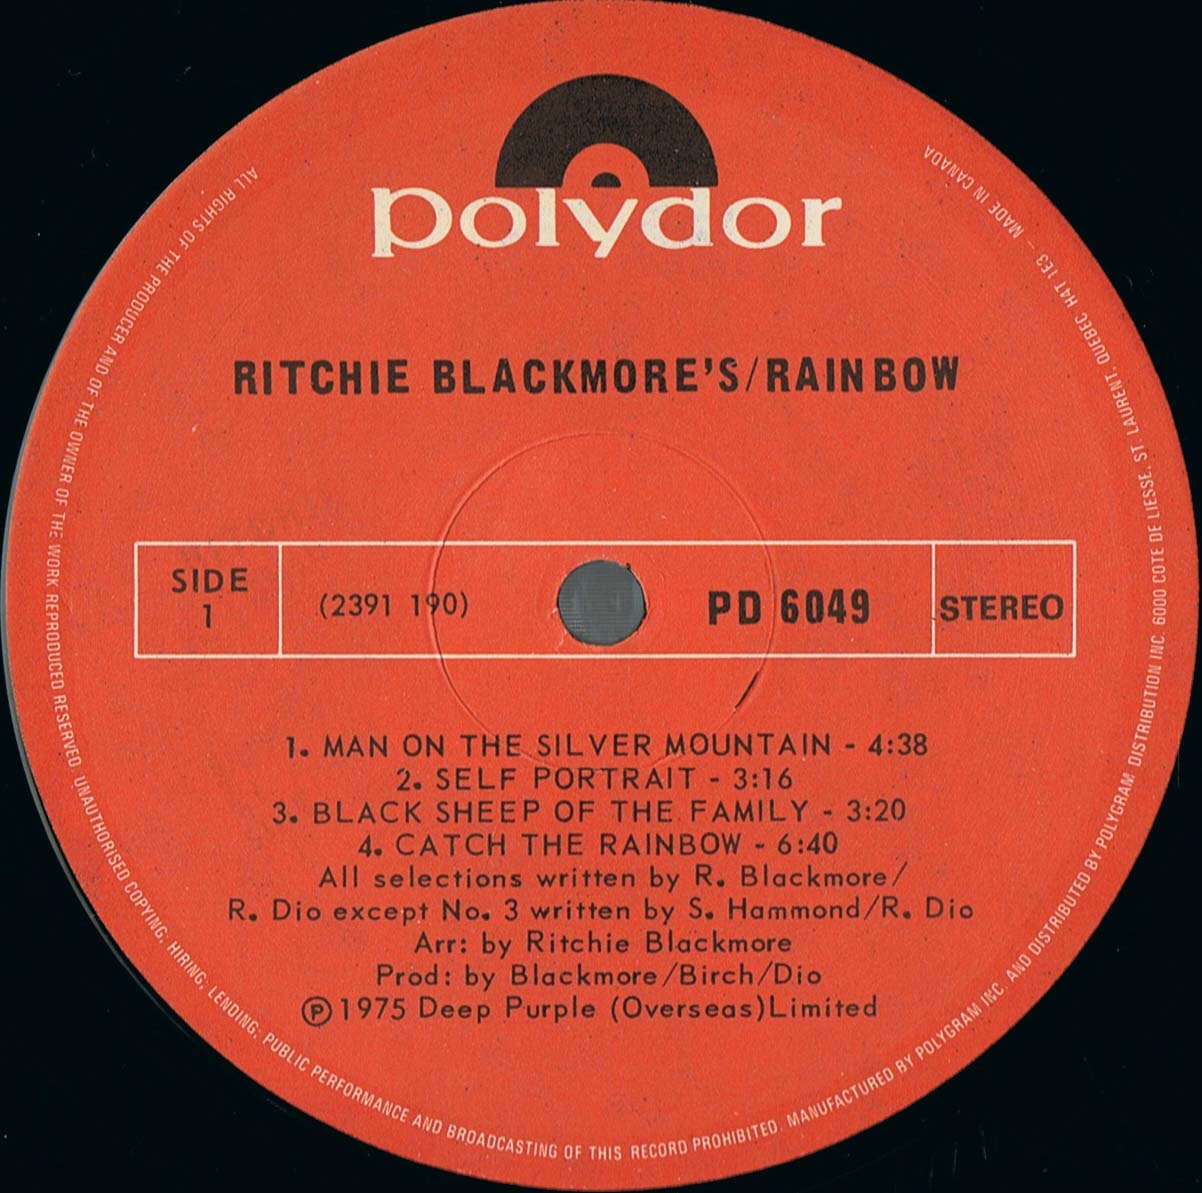 polydor
RITCHIE BLACKMORE'S/RAINBOW
SIDE
1
(2391 190)
PD 6049
STEREO
1. MAN ON THE SILVER MOUNTAIN - 4:38
2. SELF PORTRAIT - 3:16
3. BLACK SHEEP OF THE FAMILY - 3:20
4. CATCH THE RAINBOW - 6:40
All selections written by R. Blackmore/
R. Dio except No. 3 written by S. Hammond/R. Dio
Arr: by Ritchie Blackmore
Prod: by Blackmore/Birch/Dio
℗1975 Deep Purple (Overseas)Limited
ALL RIGHTS OF THE PRODUCER AND OF THE OWNER OF THE WORK REPRODUCED RESERVED. UNAUTHORISED COPYING; HIRING; LENDING; PUBLIC PERFORMANCE AND BROADCASTING OF THIS RECORD PROHIBITED. MANUFACTURED BY POLYGRAM INC. AND DISTRIBUTED BY POLYGRAM DISTRIBUTION INC. 6000 COTE DE LIESSE, ST. LAURENT, QUEBEC H4T 1E3 – MADE IN CANADA